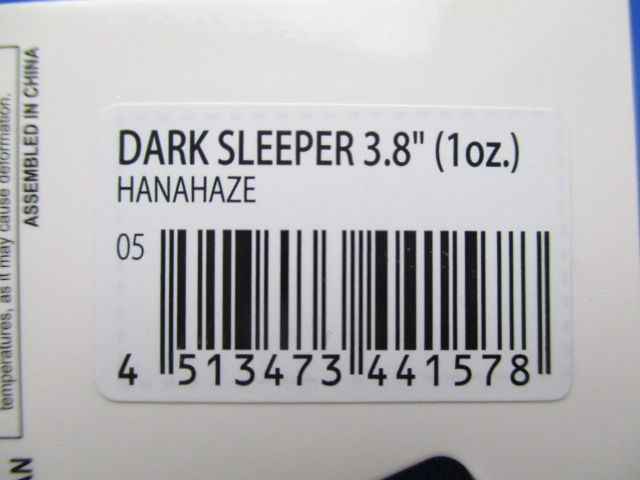 DARK SLEEPER 3.8" (1oz.)
HANAHAZE
05
4 513473 441578
ASSEMBLED IN CHINA
temperatures, as it may cause deformation.
AN